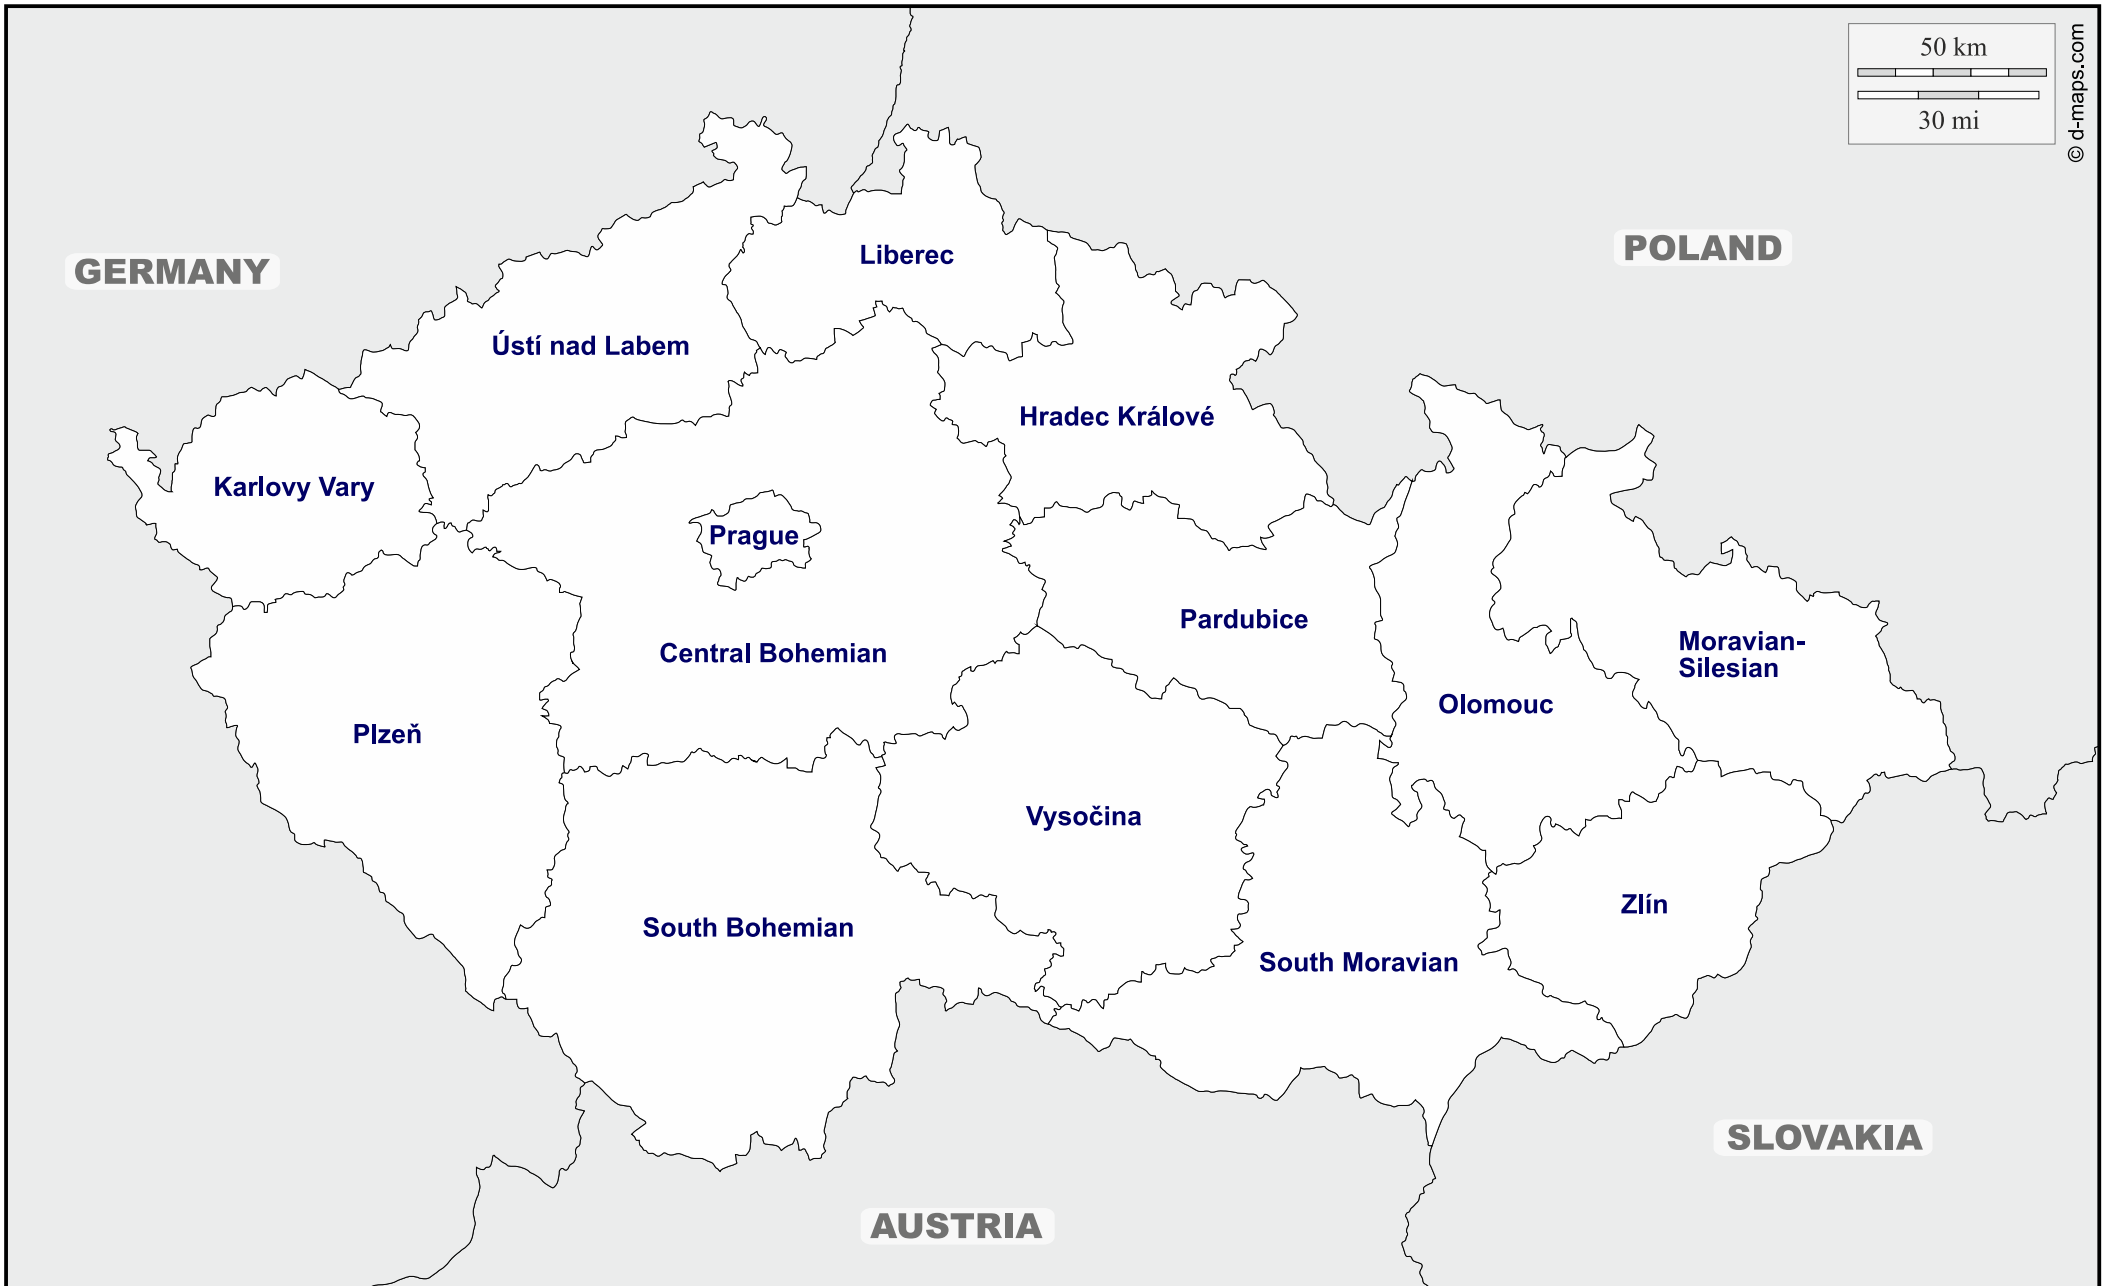 50 km
30 mi
© d-maps.com
GERMANY
POLAND
Liberec
Ústí nad Labem
Hradec Králové
Karlovy Vary
Prague
Pardubice
Central Bohemian
Moravian-
Silesian
Olomouc
Plzeň
Vysočina
Zlín
South Bohemian
South Moravian
SLOVAKIA
AUSTRIA